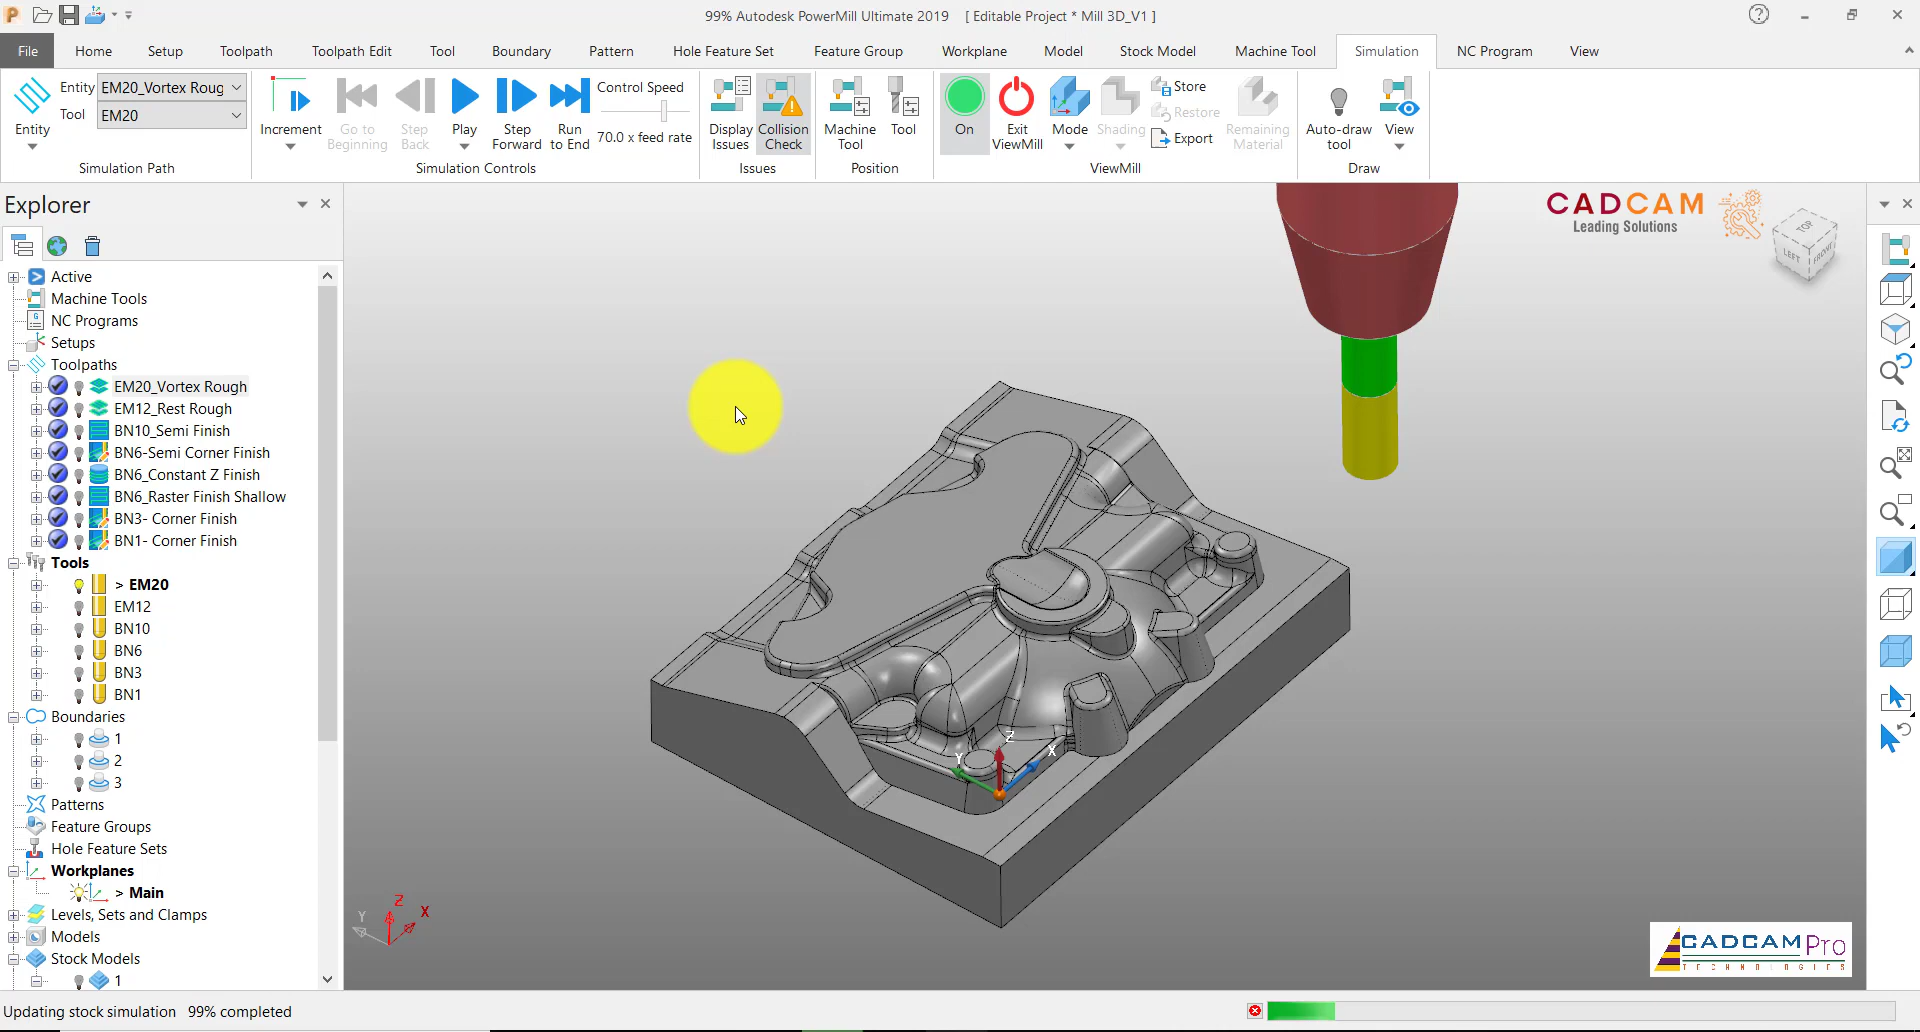 99% Autodesk PowerMill Ultimate 2019 [ Editable Project * Mill 3D_V1 ]
File Home Setup Toolpath Toolpath Edit Tool Boundary Pattern Hole Feature Set Feature Group Workplane Model Stock Model Machine Tool Simulation NC Program View
Entity
Entity EM20_Vortex Roug
Tool EM20
Simulation Path
Increment
Go to Beginning
Step Back
Play
Step Forward
Run to End
Control Speed
70.0 x feed rate
Simulation Controls
Display Issues
Collision Check
Issues
Machine Tool
Tool
Position
On
Exit ViewMill
Mode
Shading
Store
Restore
Export
Remaining Material
ViewMill
Auto-draw tool
View
Draw
Explorer
Active
Machine Tools
NC Programs
Setups
Toolpaths
EM20_Vortex Rough
EM12_Rest Rough
BN10_Semi Finish
BN6-Semi Corner Finish
BN6_Constant Z Finish
BN6_Raster Finish Shallow
BN3- Corner Finish
BN1- Corner Finish
Tools
> EM20
EM12
BN10
BN6
BN3
BN1
Boundaries
1
2
3
Patterns
Feature Groups
Hole Feature Sets
Workplanes
> Main
Levels, Sets and Clamps
Models
Stock Models
1
CADCAM
Leading Solutions
TOP
LEFT
FRONT
Z
Y
X
Z
Y
X
CADCAM Pro
TECHNOLOGIES
Updating stock simulation 99% completed